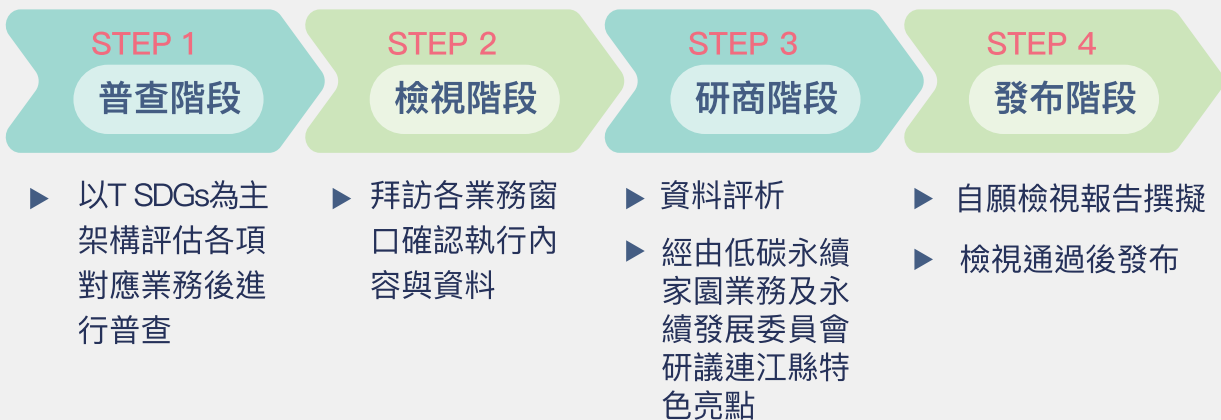 STEP 1
普查階段
以T SDGs為主
架構評估各項
對應業務後進
行普查
STEP 2
檢視階段
拜訪各業務窗
口確認執行內
容與資料
STEP 3
研商階段
資料評析
經由低碳永續
家園業務及永
續發展委員會
研議連江縣特
色亮點
STEP 4
發布階段
自願檢視報告撰擬
檢視通過後發布